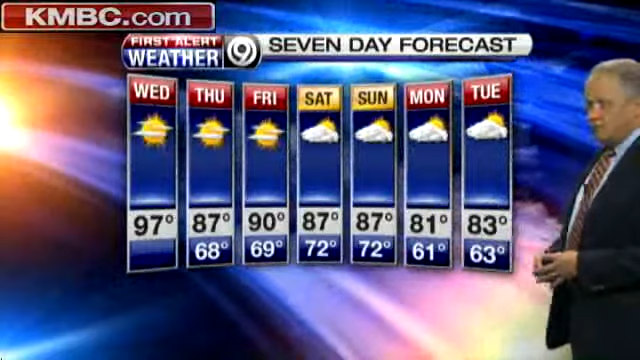 KMBC.com
FIRST ALERT
WEATHER 9 SEVEN DAY FORECAST
WED THU FRI SAT SUN MON TUE
97° 87° 90° 87° 87° 81° 83°
68° 69° 72° 72° 61° 63°